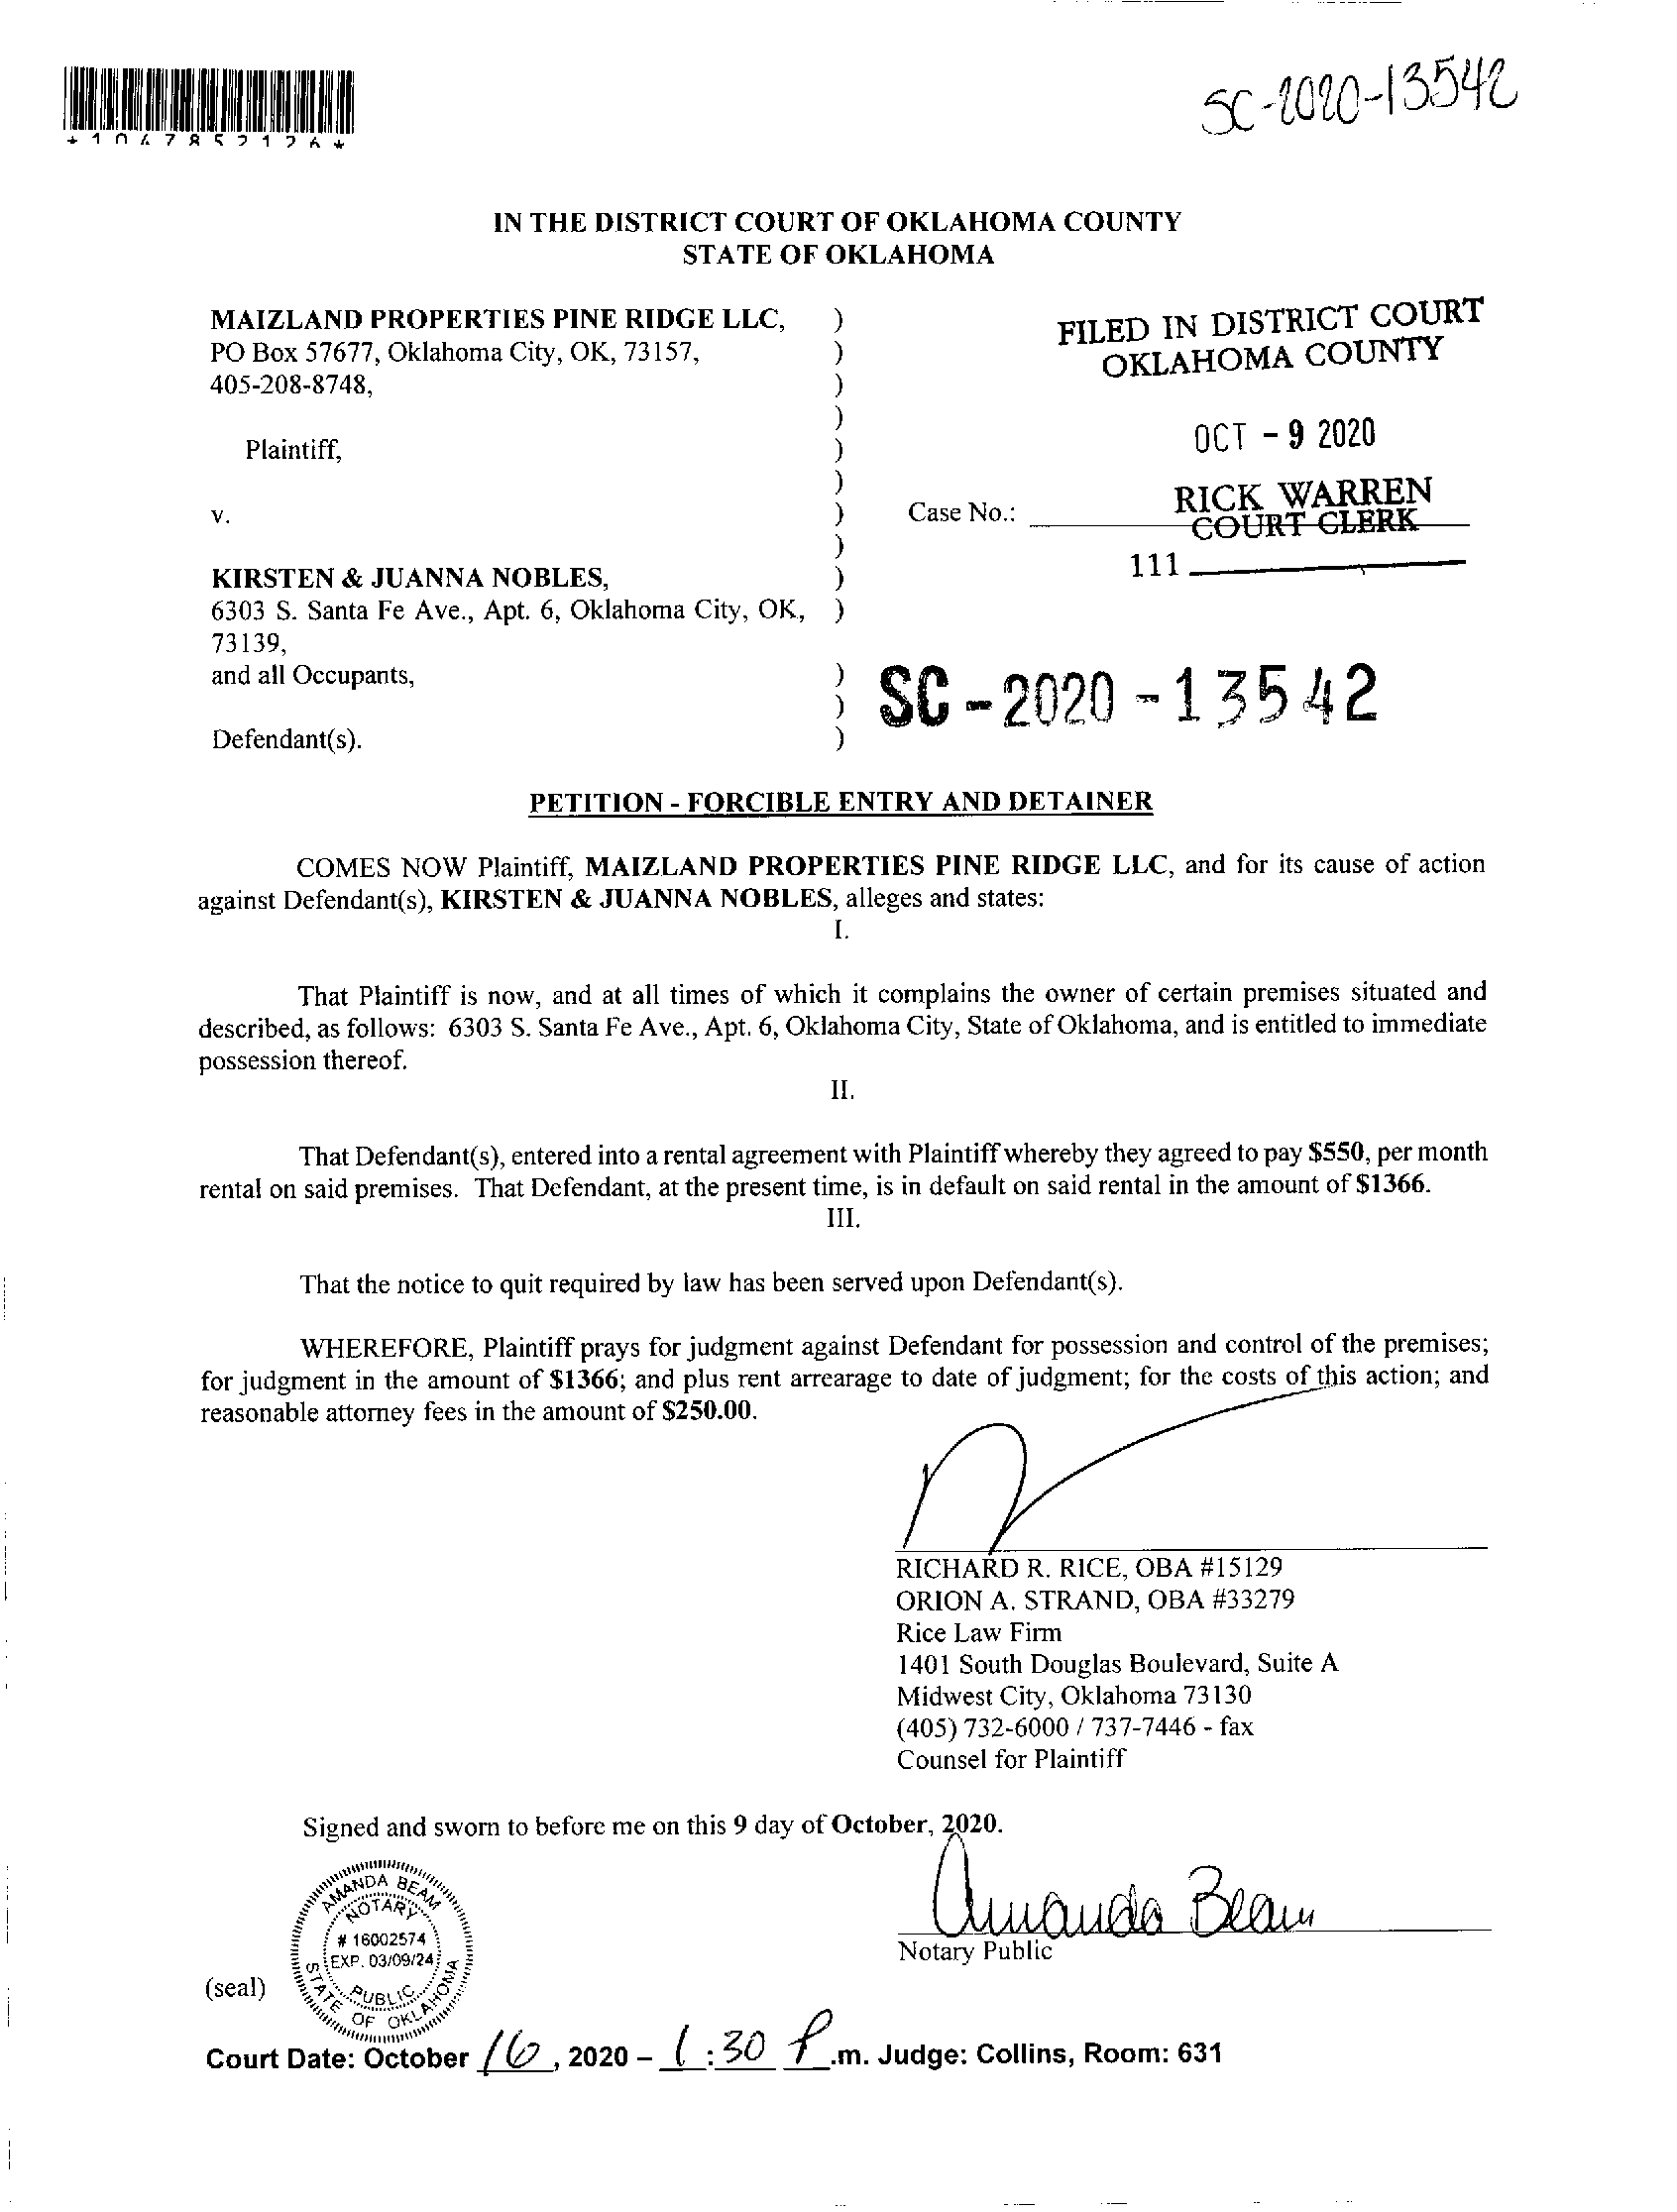 SC-2020-13542
*1047852126*
IN THE DISTRICT COURT OF OKLAHOMA COUNTY
STATE OF OKLAHOMA
MAIZLAND PROPERTIES PINE RIDGE LLC, )
PO Box 57677, Oklahoma City, OK, 73157, )
405-208-8748, )
)
Plaintiff, )
)
v. )
)
KIRSTEN & JUANNA NOBLES, )
6303 S. Santa Fe Ave., Apt. 6, Oklahoma City, OK, )
73139,
and all Occupants, )
)
Defendant(s). )
FILED IN DISTRICT COURT
OKLAHOMA COUNTY
OCT - 9 2020
RICK WARREN
COURT CLERK
Case No.:
111
SC-2020-13542
PETITION - FORCIBLE ENTRY AND DETAINER
COMES NOW Plaintiff, MAIZLAND PROPERTIES PINE RIDGE LLC, and for its cause of action
against Defendant(s), KIRSTEN & JUANNA NOBLES, alleges and states:
I.
That Plaintiff is now, and at all times of which it complains the owner of certain premises situated and
described, as follows: 6303 S. Santa Fe Ave., Apt. 6, Oklahoma City, State of Oklahoma, and is entitled to immediate
possession thereof.
II.
That Defendant(s), entered into a rental agreement with Plaintiff whereby they agreed to pay $550, per month
rental on said premises. That Defendant, at the present time, is in default on said rental in the amount of $1366.
III.
That the notice to quit required by law has been served upon Defendant(s).
WHEREFORE, Plaintiff prays for judgment against Defendant for possession and control of the premises;
for judgment in the amount of $1366; and plus rent arrearage to date of judgment; for the costs of this action; and
reasonable attorney fees in the amount of $250.00.
RICHARD R. RICE, OBA #15129
ORION A. STRAND, OBA #33279
Rice Law Firm
1401 South Douglas Boulevard, Suite A
Midwest City, Oklahoma 73130
(405) 732-6000 / 737-7446 - fax
Counsel for Plaintiff
Signed and sworn to before me on this 9 day of October, 2020.
Amanda Beam
Notary Public
AMANDA BEAM
NOTARY
# 16002574
EXP. 03/09/24
PUBLIC
STATE OF OKLAHOMA
(seal)
Court Date: October 16, 2020 – 1:30 P.m. Judge: Collins, Room: 631